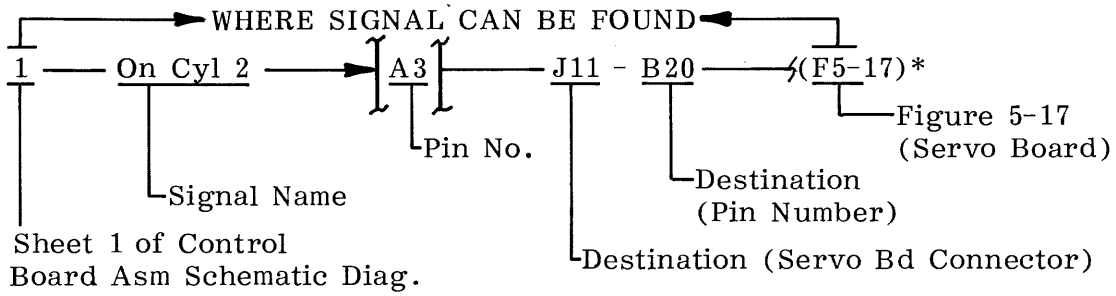 WHERE SIGNAL CAN BE FOUND
1 On Cyl 2 A3 J11 - B20 (F5-17)*
Figure 5-17
(Servo Board)
Pin No.
Destination
(Pin Number)
Signal Name
Sheet 1 of Control
Board Asm Schematic Diag.
Destination (Servo Bd Connector)